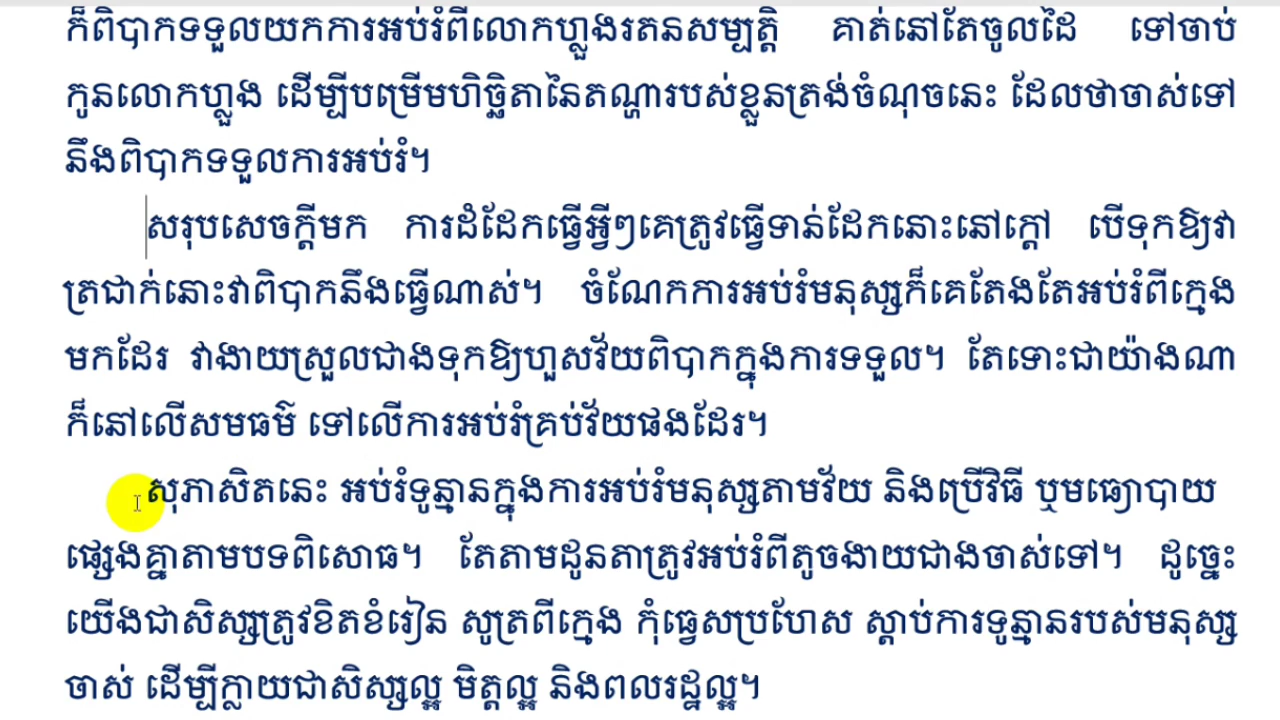 ក៏ពិបាកទទួលយកការអប់រំពីលោកហ្លួងរតនសម្បត្តិ គាត់នៅតែចូលដៃ ទៅចាប់
កូនលោកហ្លួង ដើម្បីបម្រើមហិច្ឆិតានៃតណ្ហារបស់ខ្លួនត្រង់ចំណុចនេះ ដែលថាចាស់ទៅ
នឹងពិបាកទទួលការអប់រំ។
សរុបសេចក្តីមក ការដំដែកធ្វើអ្វីៗគេត្រូវធ្វើទាន់ដែកនោះនៅក្តៅ បើទុកឱ្យវា
ត្រជាក់នោះវាពិបាកនឹងធ្វើណាស់។ ចំណែកការអប់រំមនុស្សក៏គេតែងតែអប់រំពីក្មេង
មកដែរ វាងាយស្រួលជាងទុកឱ្យហួសវ័យពិបាកក្នុងការទទួល។ តែទោះជាយ៉ាងណា
ក៏នៅលើសមធម៌ ទៅលើការអប់រំគ្រប់វ័យផងដែរ។
សុភាសិតនេះ អប់រំទូន្មានក្នុងការអប់រំមនុស្សតាមវ័យ និងប្រើវិធី ឬមធ្យោបាយ
ផ្សេងគ្នាតាមបទពិសោធ។ តែតាមដូនតាត្រូវអប់រំពីតូចងាយជាងចាស់ទៅ។ ដូច្នេះ
យើងជាសិស្សត្រូវខិតខំរៀន សូត្រពីក្មេង កុំធ្វេសប្រហែស ស្តាប់ការទូន្មានរបស់មនុស្ស
ចាស់ ដើម្បីក្លាយជាសិស្សល្អ មិត្តល្អ និងពលរដ្ឋល្អ។